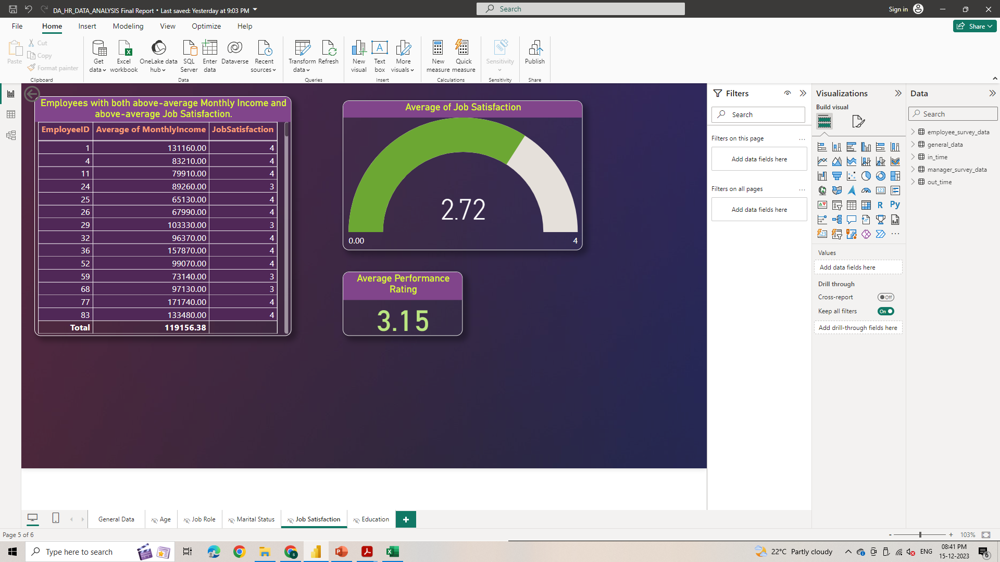 DA_HR_DATA_ANALYSIS Final Report • Last saved: Yesterday at 9:03 PM
Search
Sign in
File Home Insert Modeling View Optimize Help
Share
Paste
Cut
Copy
Format painter
Clipboard
Get data
Excel workbook
OneLake data hub
SQL Server
Enter data
Dataverse
Recent sources
Data
Transform data
Refresh
Queries
New visual
Text box
More visuals
Insert
New measure
Quick measure
Calculations
Sensitivity
Sensitivity
Publish
Share
Employees with both above-average Monthly Income and
above-average Job Satisfaction.
EmployeeID Average of MonthlyIncome JobSatisfaction
1 131160.00 4
4 83210.00 4
11 79910.00 4
24 89260.00 3
25 65130.00 4
26 67990.00 4
29 103330.00 3
32 96370.00 4
36 157870.00 4
52 99070.00 4
59 73140.00 3
68 97130.00 3
77 171740.00 4
83 133480.00 4
Total 119156.38
Average of Job Satisfaction
2.72
0.00 4
Average Performance
Rating
3.15
Filters
Search
Filters on this page ...
Add data fields here
Filters on all pages ...
Add data fields here
Visualizations
Build visual
123
R
Py
123
...
Values
Add data fields here
Drill through
Cross-report Off
Keep all filters On
Add drill-through fields here
Data
Search
employee_survey_data
general_data
in_time
manager_survey_data
out_time
General Data Age Job Role Marital Status Job Satisfaction Education +
Page 5 of 6
- + 103%
Type here to search
22°C Partly cloudy
ENG
08:41 PM
15-12-2023
6